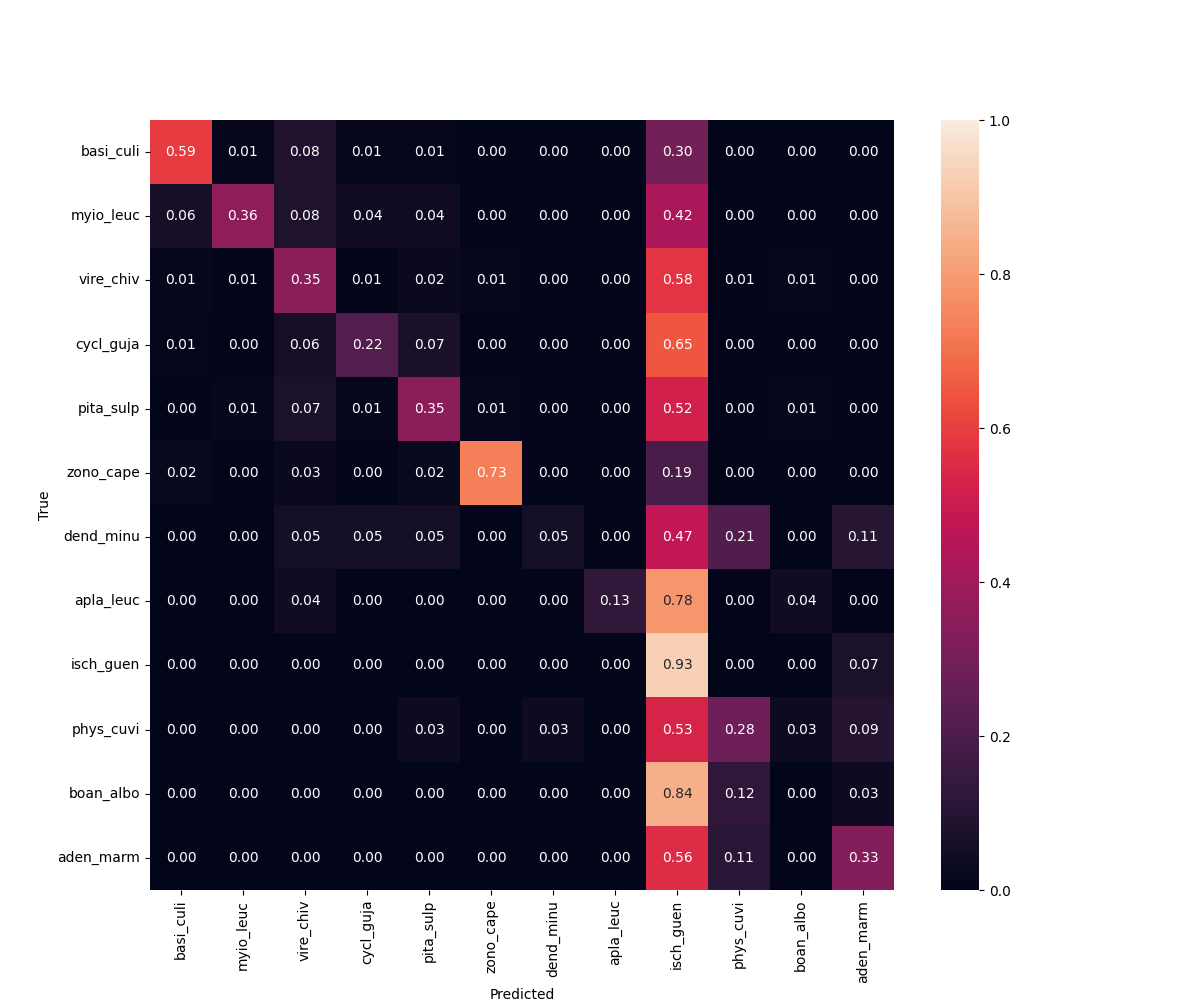 basi_culi 0.59 0.01 0.08 0.01 0.01 0.00 0.00 0.00 0.30 0.00 0.00 0.00
myio_leuc 0.06 0.36 0.08 0.04 0.04 0.00 0.00 0.00 0.42 0.00 0.00 0.00
vire_chiv 0.01 0.01 0.35 0.01 0.02 0.01 0.00 0.00 0.58 0.01 0.01 0.00
cycl_guja 0.01 0.00 0.06 0.22 0.07 0.00 0.00 0.00 0.65 0.00 0.00 0.00
pita_sulp 0.00 0.01 0.07 0.01 0.35 0.01 0.00 0.00 0.52 0.00 0.01 0.00
zono_cape 0.02 0.00 0.03 0.00 0.02 0.73 0.00 0.00 0.19 0.00 0.00 0.00
dend_minu 0.00 0.00 0.05 0.05 0.05 0.00 0.05 0.00 0.47 0.21 0.00 0.11
apla_leuc 0.00 0.00 0.04 0.00 0.00 0.00 0.00 0.13 0.78 0.00 0.04 0.00
isch_guen 0.00 0.00 0.00 0.00 0.00 0.00 0.00 0.00 0.93 0.00 0.00 0.07
phys_cuvi 0.00 0.00 0.00 0.00 0.03 0.00 0.03 0.00 0.53 0.28 0.03 0.09
boan_albo 0.00 0.00 0.00 0.00 0.00 0.00 0.00 0.00 0.84 0.12 0.00 0.03
aden_marm 0.00 0.00 0.00 0.00 0.00 0.00 0.00 0.00 0.56 0.11 0.00 0.33
True
basi_culi myio_leuc vire_chiv cycl_guja pita_sulp zono_cape dend_minu apla_leuc isch_guen phys_cuvi boan_albo aden_marm
Predicted
1.0
0.8
0.6
0.4
0.2
0.0